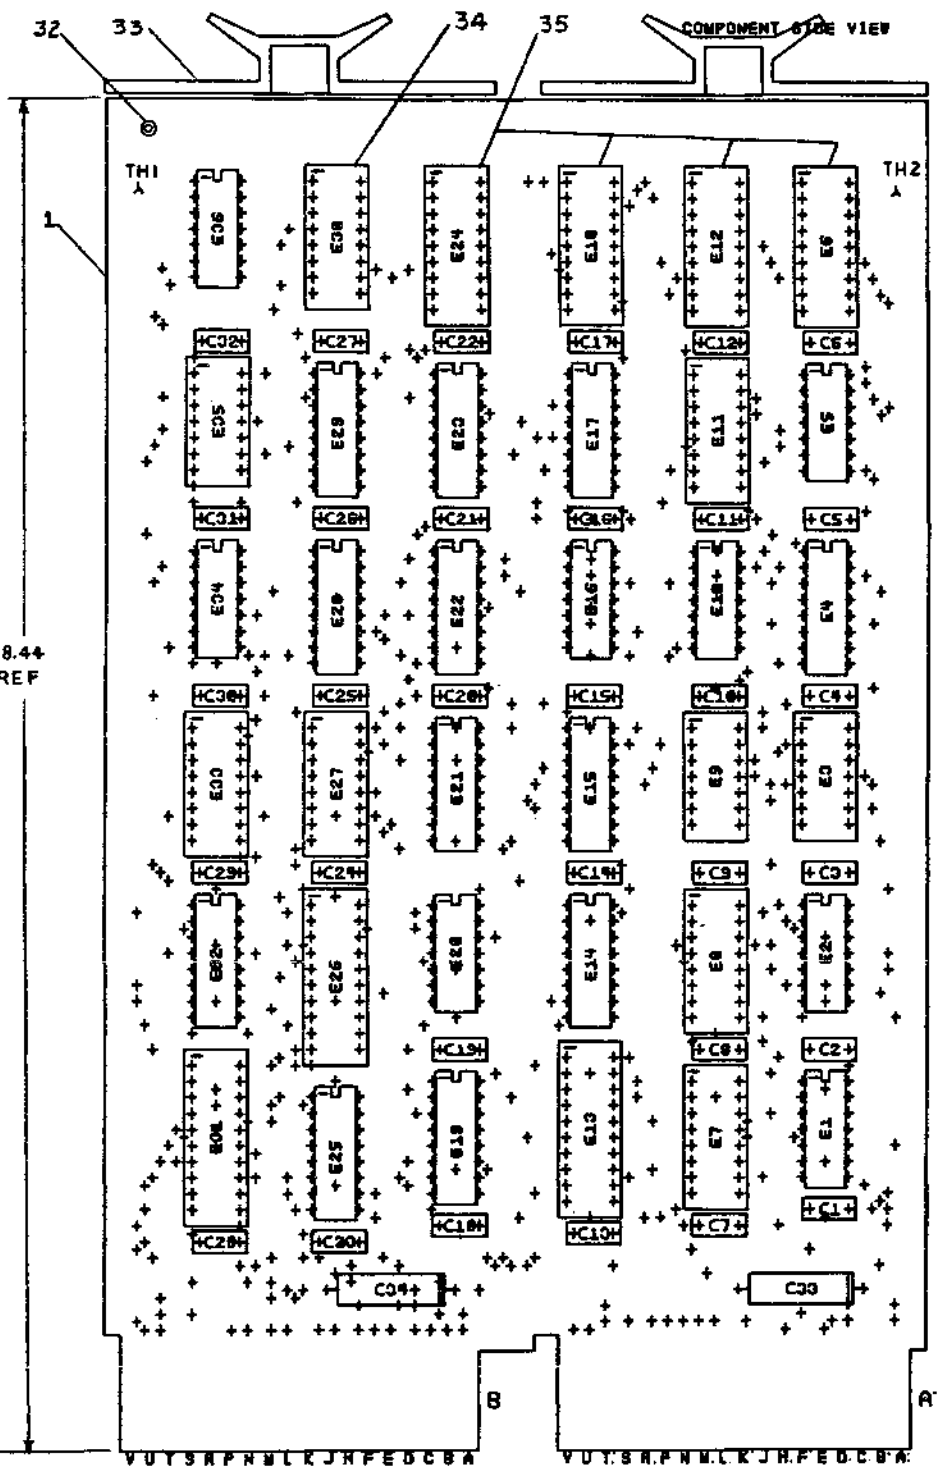 32
33
34
35
COMPONENT SIDE VIEW
TH1
TH2
1
E36
E30
E24
E18
E12
E6
C32
C27
C22
C17
C12
C6
E35
E29
E23
E17
E11
E5
C31
C26
C21
C16
C11
C5
E34
E28
E22
E16
E10
E4
8.44
REF
C30
C25
C20
C15
C10
C4
E33
E27
E21
E15
E9
E3
C29
C24
C14
C9
C3
E32
E26
E20
E14
E8
E2
C19
C8
C2
E31
E25
E19
E13
E7
E1
C28
C23
C18
C13
C7
C1
C34
C33
B
A
V U T S R P N M L K J H F E D C B A
V U T S R P N M L K J H F E D C B A